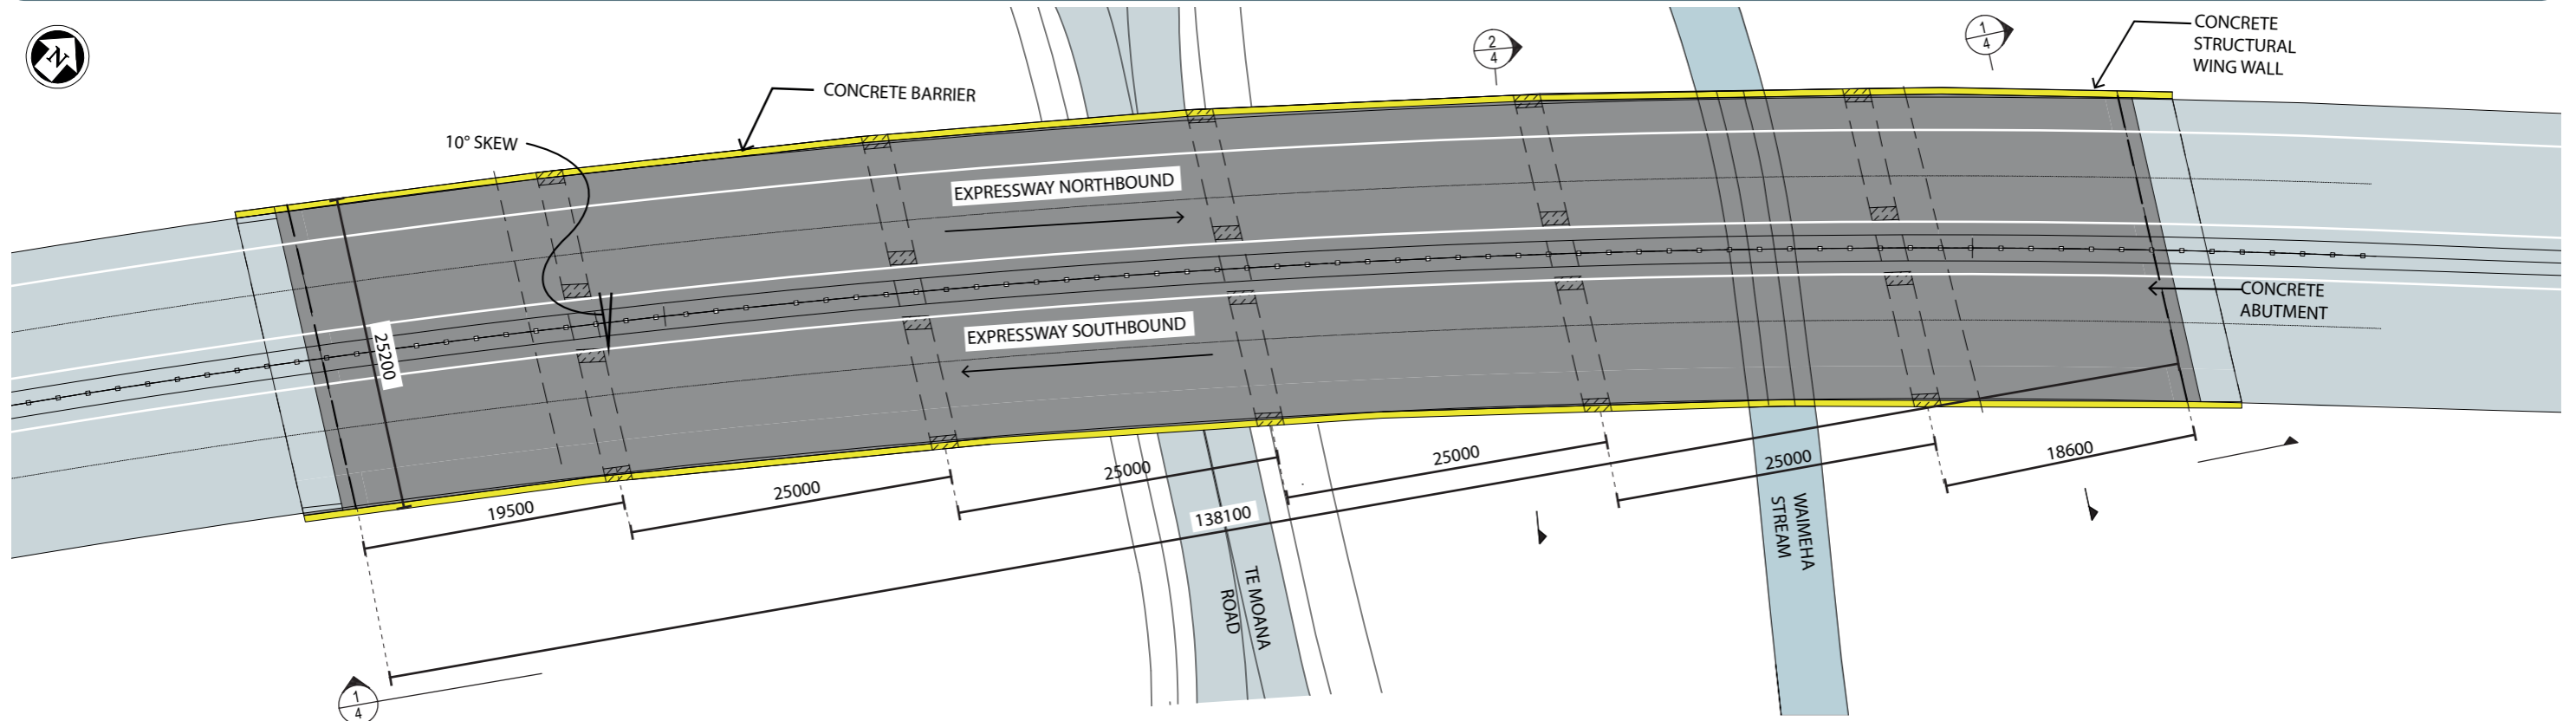 N
CONCRETE BARRIER
10° SKEW
2
4
1
4
CONCRETE
STRUCTURAL
WING WALL
EXPRESSWAY NORTHBOUND
EXPRESSWAY SOUTHBOUND
CONCRETE
ABUTMENT
25200
19500
25000
25000
25000
25000
18600
138100
TE MOANA
ROAD
WAIMEHA
STREAM
1
4